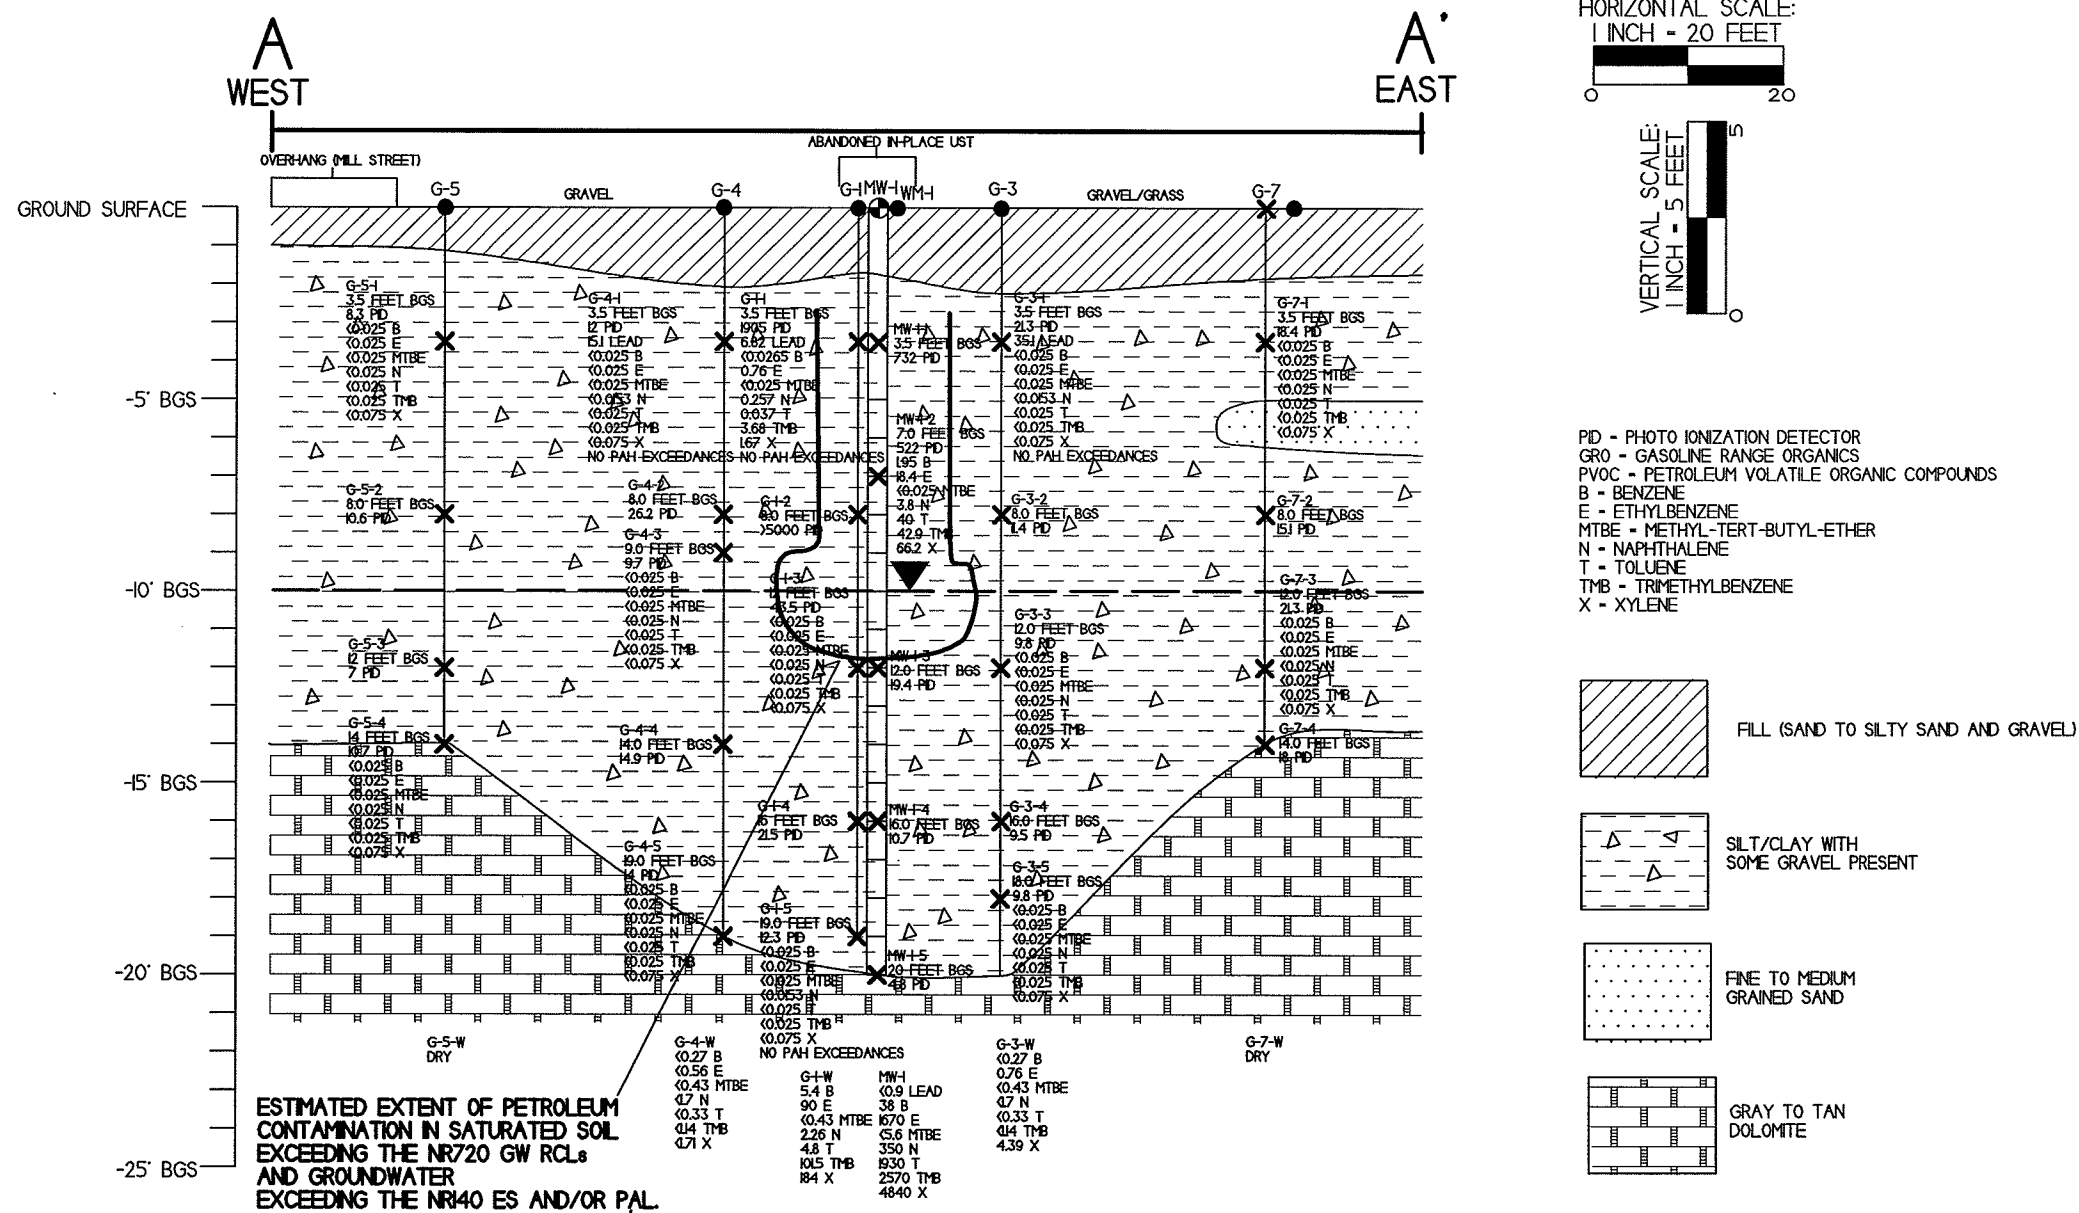 A
WEST
A'
EAST
HORIZONTAL SCALE:
1 INCH = 20 FEET
0 20
VERTICAL SCALE:
1 INCH = 5 FEET
5
0
ABANDONED IN-PLACE UST
OVERHANG (MILL STREET)
GROUND SURFACE
G-5
GRAVEL
G-4
G-1
MW-1
WM-1
G-3
GRAVEL/GRASS
G-7
-5' BGS
-10' BGS
-15' BGS
-20' BGS
-25' BGS
G-5-1
3.5 FEET BGS
8.3 PID
<0.025 B
<0.025 E
<0.025 MTBE
<0.025 N
<0.025 T
<0.025 TMB
<0.075 X
G-5-2
8.0 FEET BGS
10.6 PID
G-5-3
12 FEET BGS
7 PID
G-5-4
14 FEET BGS
10.7 PID
<0.025 B
<0.025 E
<0.025 MTBE
<0.025 N
<0.025 T
<0.025 TMB
<0.075 X
G-5-W
DRY
G-4-1
3.5 FEET BGS
12 PID
15.1 LEAD
<0.025 B
<0.025 E
<0.025 MTBE
<0.0153 N
<0.025 T
<0.025 TMB
<0.075 X
NO PAH EXCEEDANCES
G-4-2
8.0 FEET BGS
26.2 PID
G-4-3
9.0 FEET BGS
9.7 PID
<0.025 B
<0.025 E
<0.025 MTBE
<0.025 N
<0.025 T
<0.025 TMB
<0.075 X
G-4-4
14.0 FEET BGS
14.9 PID
G-4-5
19.0 FEET BGS
14 PID
<0.025 B
<0.025 E
<0.025 MTBE
<0.025 N
<0.025 T
<0.025 TMB
<0.075 X
G-4-W
<0.27 B
<0.56 E
<0.43 MTBE
<1.7 N
<0.33 T
<1.14 TMB
<1.71 X
G-1-1
3.5 FEET BGS
1905 PID
6.82 LEAD
<0.0265 B
0.76 E
<0.025 MTBE
0.257 N
0.037 T
3.68 TMB
1.67 X
NO PAH EXCEEDANCES
G-1-2
8.0 FEET BGS
>5000 PID
G-1-3
FEET BGS
43.5 PID
<0.025 B
<0.025 E
<0.025 MTBE
<0.025 N
<0.025 T
<0.025 TMB
<0.075 X
G-1-4
16 FEET BGS
21.5 PID
G-1-5
19.0 FEET BGS
12.3 PID
<0.025 B
<0.025 E
<0.025 MTBE
<0.0153 N
<0.025 T
<0.025 TMB
<0.075 X
NO PAH EXCEEDANCES
G-1-W
5.4 B
90 E
<0.43 MTBE
2.26 N
4.8 T
101.5 TMB
184 X
MW-1-1
3.5 FEET BGS
732 PID
MW-1-2
7.0 FEET BGS
522 PID
1.95 B
18.4 E
<0.025 MTBE
3.8 N
40 T
42.9 TMB
66.2 X
MW-1-3
12.0 FEET BGS
19.4 PID
MW-1-4
16.0 FEET BGS
10.7 PID
MW-1-5
20 FEET BGS
4.8 PID
MW-1
<0.9 LEAD
38 B
1670 E
<5.6 MTBE
350 N
1930 T
2570 TMB
4840 X
G-3-1
3.5 FEET BGS
21.3 PID
35.1 LEAD
<0.025 B
<0.025 E
<0.025 MTBE
<0.0153 N
<0.025 T
<0.025 TMB
<0.075 X
NO PAH EXCEEDANCES
G-3-2
8.0 FEET BGS
11.4 PID
G-3-3
12.0 FEET BGS
9.8 PID
<0.025 B
<0.025 E
<0.025 MTBE
<0.025 N
<0.025 T
<0.025 TMB
<0.075 X
G-3-4
16.0 FEET BGS
9.5 PID
G-3-5
18.0 FEET BGS
9.8 PID
<0.025 B
<0.025 E
<0.025 MTBE
<0.025 N
<0.025 T
<0.025 TMB
<0.075 X
G-3-W
<0.27 B
0.76 E
<0.43 MTBE
<1.7 N
<0.33 T
<1.14 TMB
4.39 X
G-7-1
3.5 FEET BGS
18.4 PID
<0.025 B
<0.025 E
<0.025 MTBE
<0.025 N
<0.025 T
<0.025 TMB
<0.075 X
G-7-2
8.0 FEET BGS
15.1 PID
G-7-3
12.0 FEET BGS
21.3 PID
<0.025 B
<0.025 E
<0.025 MTBE
<0.025 N
<0.025 T
<0.025 TMB
<0.075 X
G-7-4
14.0 FEET BGS
18 PID
G-7-W
DRY
ESTIMATED EXTENT OF PETROLEUM
CONTAMINATION IN SATURATED SOIL
EXCEEDING THE NR720 GW RCLs
AND GROUNDWATER
EXCEEDING THE NR140 ES AND/OR PAL.
PID - PHOTO IONIZATION DETECTOR
GRO - GASOLINE RANGE ORGANICS
PVOC - PETROLEUM VOLATILE ORGANIC COMPOUNDS
B - BENZENE
E - ETHYLBENZENE
MTBE - METHYL-TERT-BUTYL-ETHER
N - NAPHTHALENE
T - TOLUENE
TMB - TRIMETHYLBENZENE
X - XYLENE
FILL (SAND TO SILTY SAND AND GRAVEL)
SILT/CLAY WITH
SOME GRAVEL PRESENT
FINE TO MEDIUM
GRAINED SAND
GRAY TO TAN
DOLOMITE